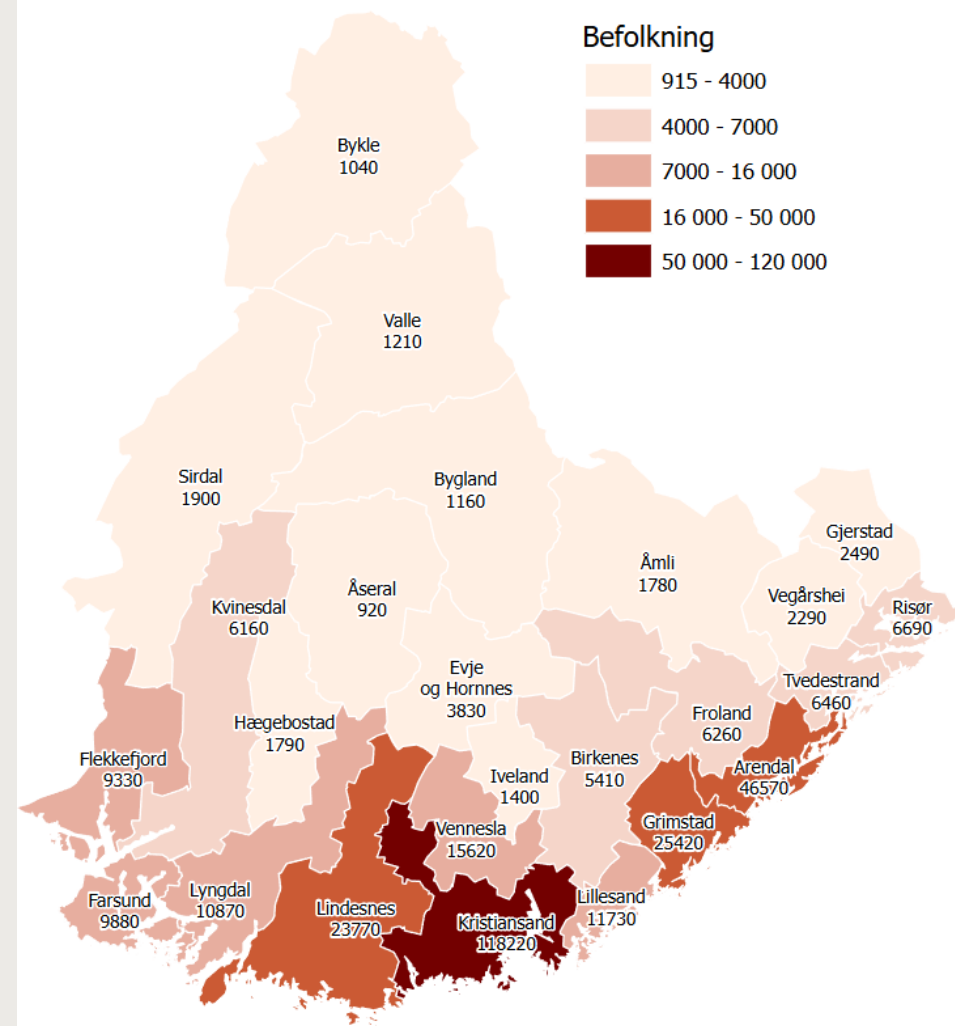 Befolkning
915 - 4000
4000 - 7000
7000 - 16 000
16 000 - 50 000
50 000 - 120 000
Bykle
1040
Valle
1210
Sirdal
1900
Bygland
1160
Gjerstad
2490
Åmli
1780
Åseral
920
Vegårshei
2290
Kvinesdal
6160
Risør
6690
Evje
og Hornnes
3830
Tvedestrand
6460
Hægebostad
1790
Froland
6260
Flekkefjord
9330
Birkenes
5410
Arendal
46570
Iveland
1400
Grimstad
25420
Vennesla
15620
Lyngdal
10870
Farsund
9880
Lillesand
11730
Lindesnes
23770
Kristiansand
118220